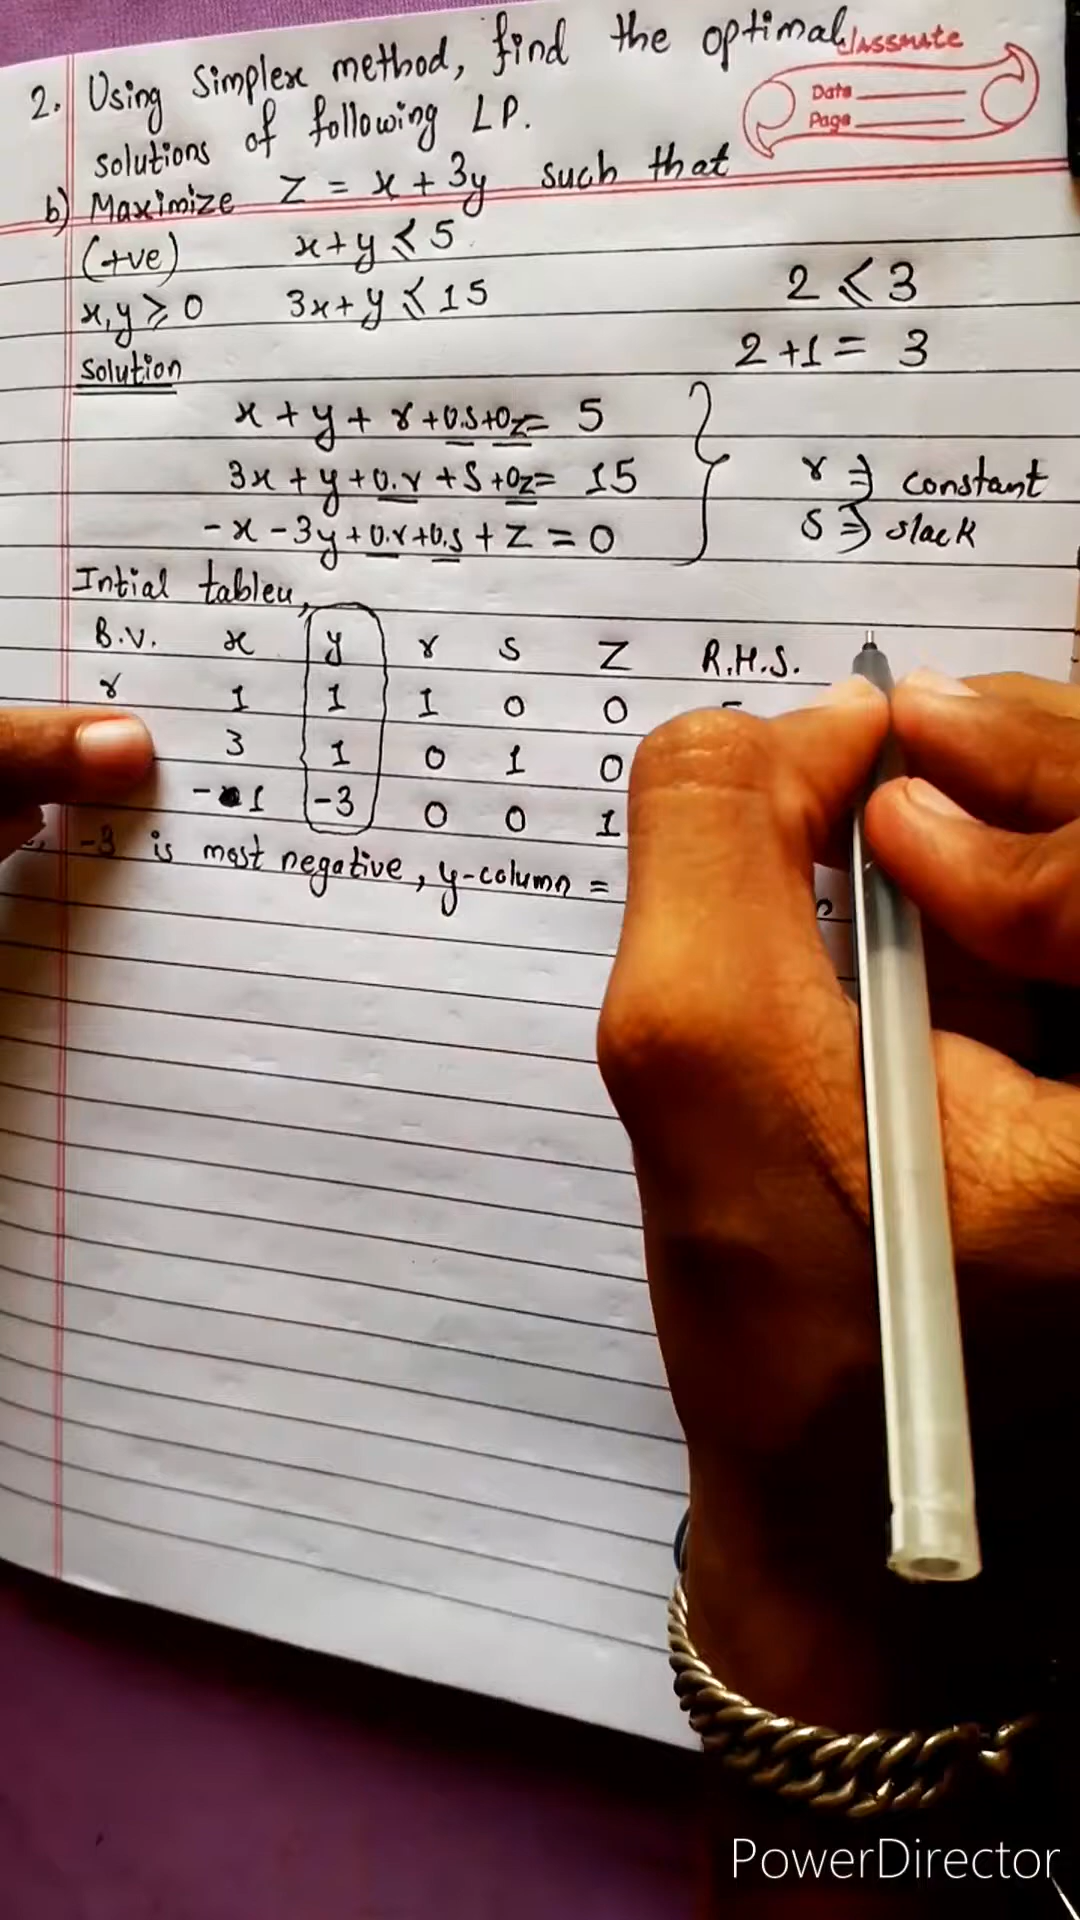 2. Using Simplex method, find the optimal
solutions of following LP.
classmate
Date
Page
b) Maximize Z = x + 3y such that
(+ve) x+y ≤ 5
x,y ≥ 0 3x+y ≤ 15
2 ≤ 3
2 +1 = 3
Solution
x + y + r +0.s+0z= 5
3x + y +0.r +s +0z= 15
-x -3y+0.r+0.s + Z = 0
r ⇒ constant
s ⇒ slack
Intial tableu,
B.V. x y r s Z R.H.S.
r 1 1 1 0 0
3 1 0 1 0
-1 -3 0 0 1
-3 is most negative, y-column =
PowerDirector